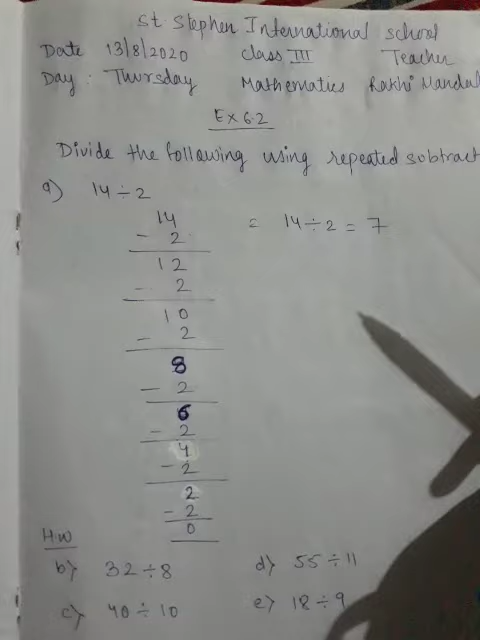 St. Stephen International school
Date 13/8/2020 class III Teacher
Day : Thursday Mathematics Rakhi Mandal
Ex 6.2
Divide the following using repeated subtract
a) 14 ÷ 2
14 = 14 ÷ 2 = 7
- 2
12
- 2
10
- 2
8
- 2
6
- 2
4
- 2
2
- 2
0
H.W
b) 32 ÷ 8 d) 55 ÷ 11
c) 40 ÷ 10 e) 18 ÷ 9